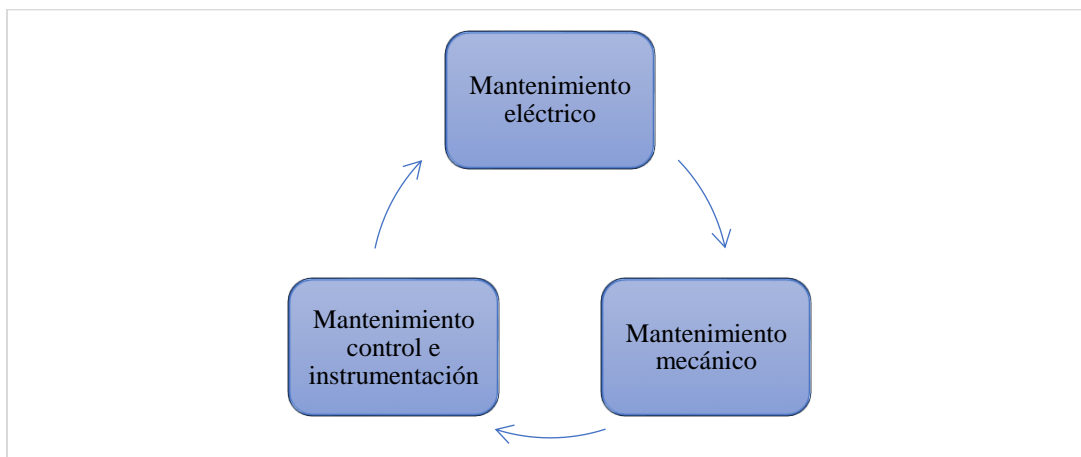 Mantenimiento
eléctrico
Mantenimiento
control e
instrumentación
Mantenimiento
mecánico